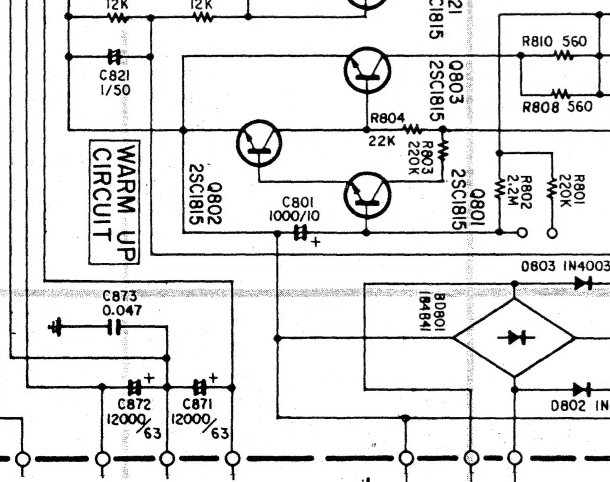 12K
12K
2SC1815
21
C821
1/50
Q803
2SC1815
R810 560
R808 560
R804
22K
R803
220K
WARM UP
CIRCUIT
Q802
2SC1815
C801
1000/10
+
Q801
2SC1815
R802
2.2M
R801
220K
D803 1N4003
BD801
1B4B41
C873
0.047
+
+
C872
12000/63
C871
12000/63
D802 1N